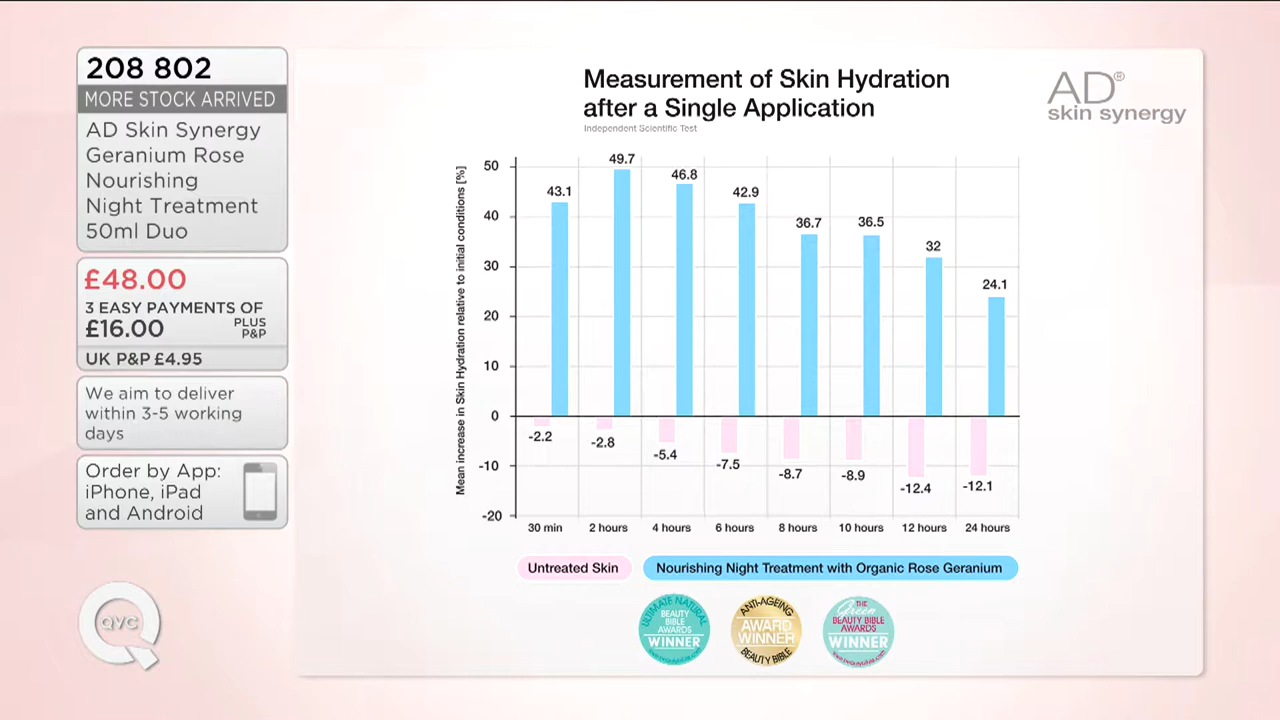 208 802
MORE STOCK ARRIVED
AD Skin Synergy
Geranium Rose
Nourishing
Night Treatment
50ml Duo
£48.00
3 EASY PAYMENTS OF
£16.00 PLUS P&P
UK P&P £4.95
We aim to deliver
within 3-5 working
days
Order by App:
iPhone, iPad
and Android
QVC
Measurement of Skin Hydration
after a Single Application
Independent Scientific Test
AD®
skin synergy
Mean increase in Skin Hydration relative to initial conditions [%]
50
40
30
20
10
0
-10
-20
43.1
49.7
46.8
42.9
36.7
36.5
32
24.1
-2.2
-2.8
-5.4
-7.5
-8.7
-8.9
-12.4
-12.1
30 min
2 hours
4 hours
6 hours
8 hours
10 hours
12 hours
24 hours
Untreated Skin
Nourishing Night Treatment with Organic Rose Geranium
ULTIMATE NATURAL
BEAUTY
BIBLE
AWARDS
WINNER
ANTI-AGEING
AWARD
WINNER
BEAUTY BIBLE
THE
Green
BEAUTY BIBLE
AWARDS
WINNER